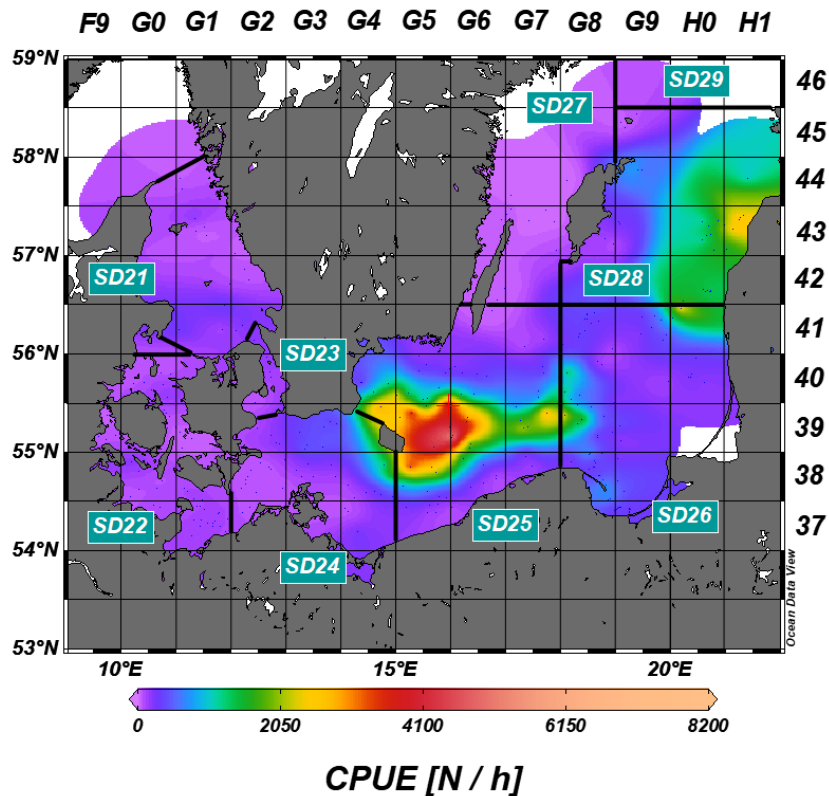 F9 G0 G1 G2 G3 G4 G5 G6 G7 G8 G9 H0 H1
59°N
SD29
46
SD27
45
58°N
44
57°N
43
SD21
SD28
42
56°N
SD23
41
40
55°N
39
38
SD22
SD25
SD26
37
54°N
SD24
Ocean Data View
53°N
10°E 15°E 20°E
0 2050 4100 6150 8200
CPUE [N / h]